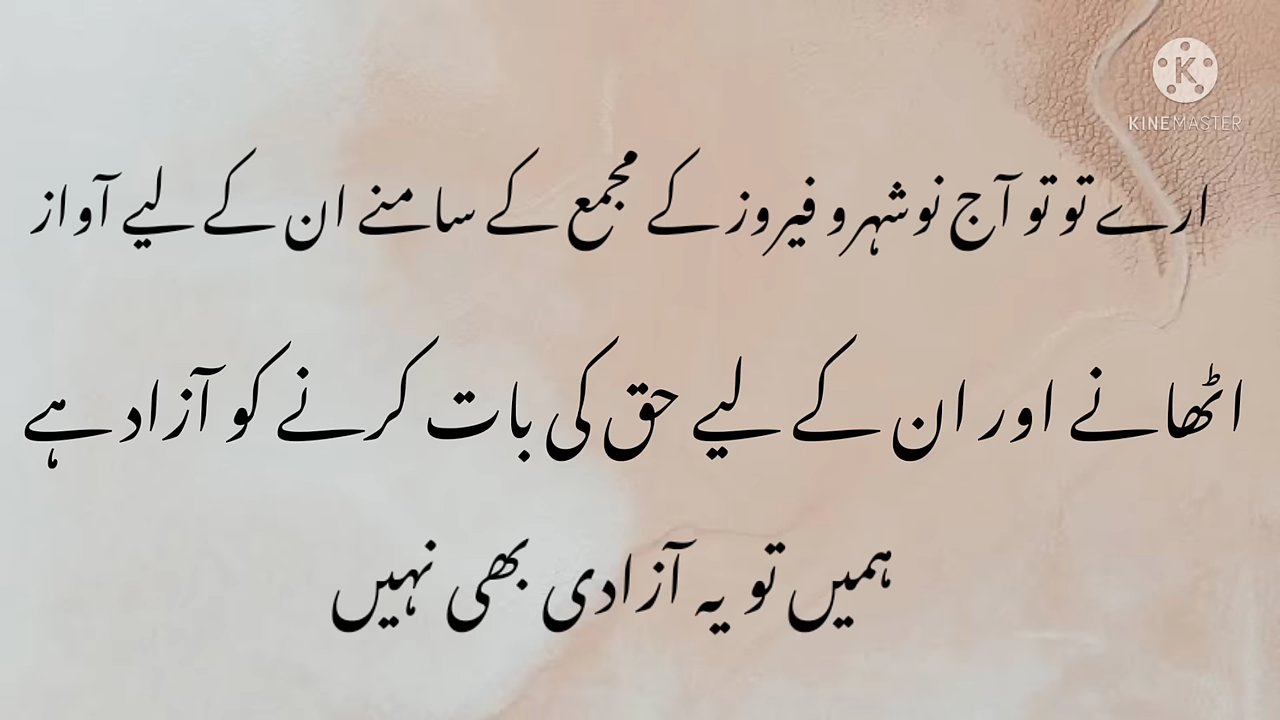 KINEMASTER
ارے تو تو آج نوشہرو فیروز کے مجمع کے سامنے ان کے لیے آواز
اٹھانے اور ان کے لیے حق کی بات کرنے کو آزاد ہے
ہمیں تو یہ آزادی بھی نہیں